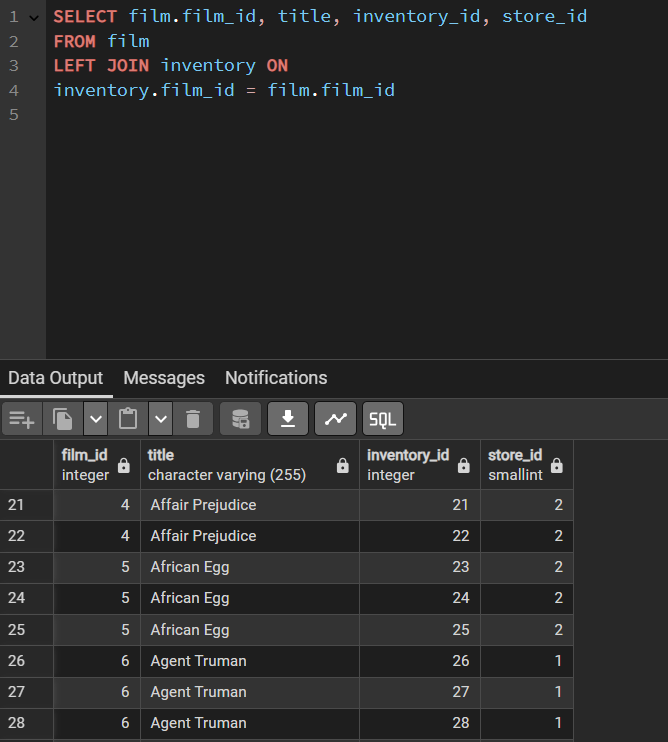 1 SELECT film.film_id, title, inventory_id, store_id
2 FROM film
3 LEFT JOIN inventory ON
4 inventory.film_id = film.film_id
5
Data Output Messages Notifications
SQL
film_id title inventory_id store_id
integer character varying (255) integer smallint
21 4 Affair Prejudice 21 2
22 4 Affair Prejudice 22 2
23 5 African Egg 23 2
24 5 African Egg 24 2
25 5 African Egg 25 2
26 6 Agent Truman 26 1
27 6 Agent Truman 27 1
28 6 Agent Truman 28 1